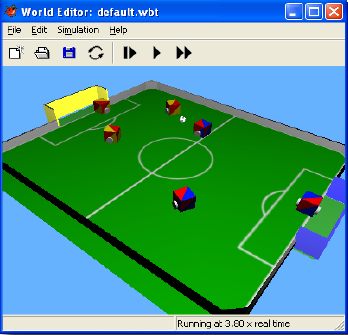 World Editor: default.wbt
File Edit Simulation Help
Running at 3.80 x real time